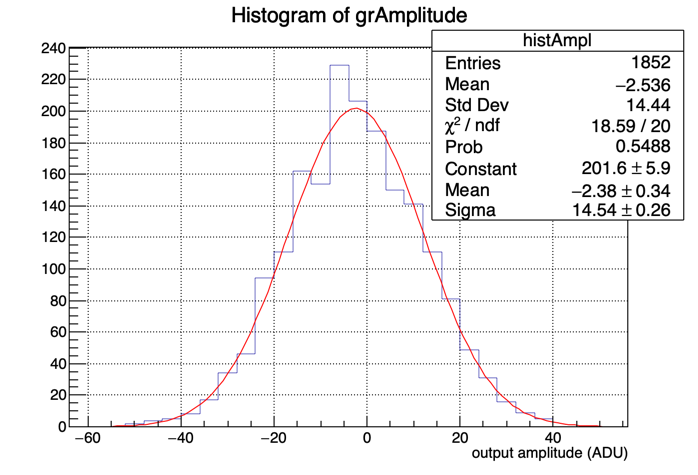 Histogram of grAmplitude
histAmpl
Entries 1852
Mean −2.536
Std Dev 14.44
χ² / ndf 18.59 / 20
Prob 0.5488
Constant 201.6 ± 5.9
Mean −2.38 ± 0.34
Sigma 14.54 ± 0.26
240
220
200
180
160
140
120
100
80
60
40
20
0
−60 −40 −20 0 20 40
output amplitude (ADU)